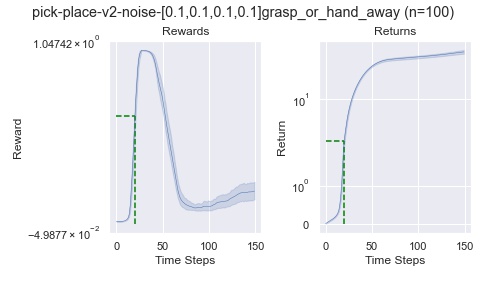 pick-place-v2-noise-[0.1,0.1,0.1,0.1]grasp_or_hand_away (n=100)
Rewards
Returns
1.04742 × 10⁰
−4.9877 × 10⁻²
Reward
0 50 100 150
Time Steps
10¹
10⁰
0
Return
0 50 100 150
Time Steps